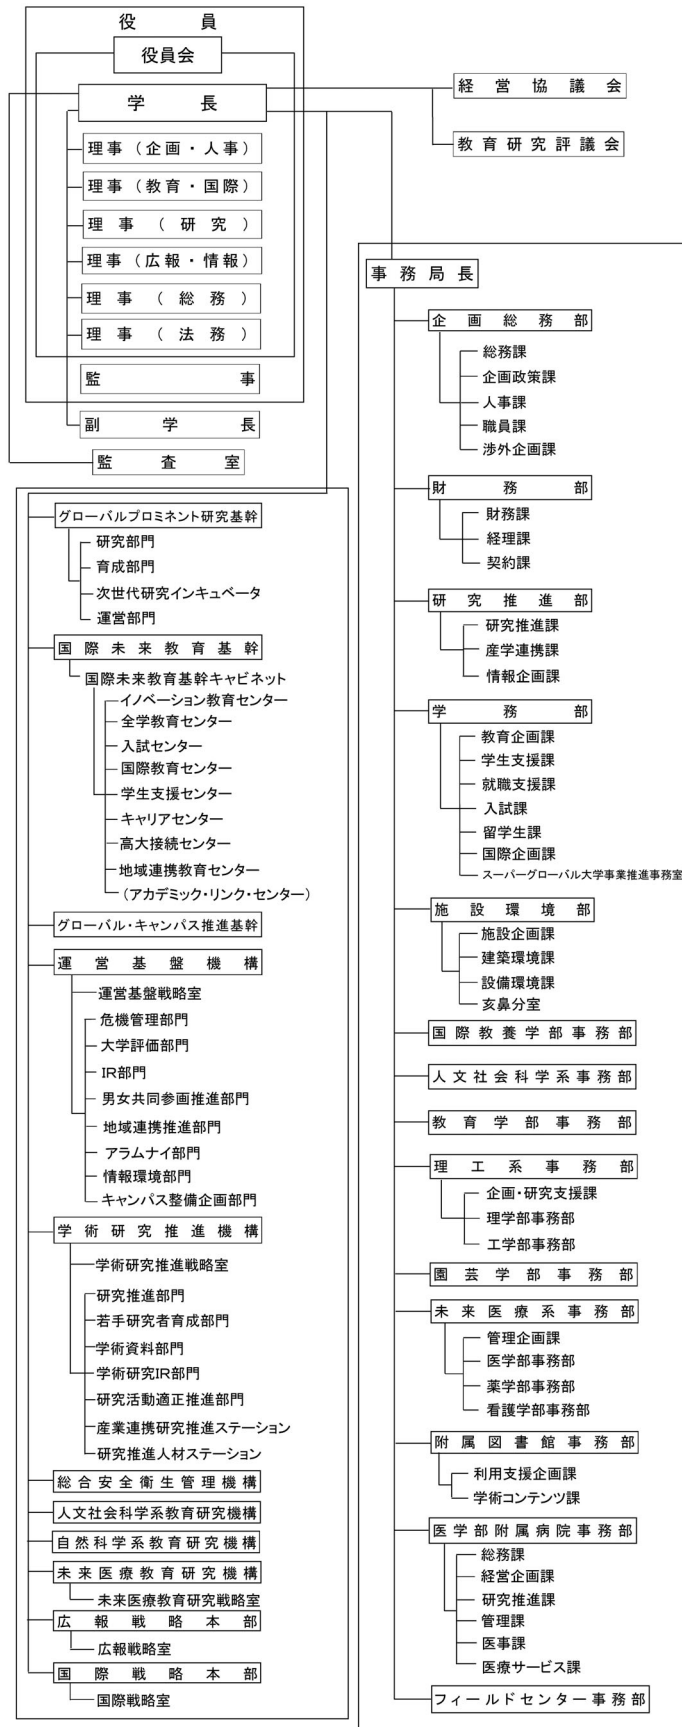 役員
役員会
学長
理事（企画・人事）
理事（教育・国際）
理事（研究）
理事（広報・情報）
理事（総務）
理事（法務）
監事
副学長
監査室
経営協議会
教育研究評議会
グローバルプロミネント研究基幹
研究部門
育成部門
次世代研究インキュベータ
運営部門
国際未来教育基幹
国際未来教育基幹キャビネット
イノベーション教育センター
全学教育センター
入試センター
国際教育センター
学生支援センター
キャリアセンター
高大接続センター
地域連携教育センター
（アカデミック・リンク・センター）
グローバル・キャンパス推進基幹
運営基盤機構
運営基盤戦略室
危機管理部門
大学評価部門
IR部門
男女共同参画推進部門
地域連携推進部門
アラムナイ部門
情報環境部門
キャンパス整備企画部門
学術研究推進機構
学術研究推進戦略室
研究推進部門
若手研究者育成部門
学術資料部門
学術研究IR部門
研究活動適正推進部門
産業連携研究推進ステーション
研究推進人材ステーション
総合安全衛生管理機構
人文社会科学系教育研究機構
自然科学系教育研究機構
未来医療教育研究機構
未来医療教育研究戦略室
広報戦略本部
広報戦略室
国際戦略本部
国際戦略室
事務局長
企画総務部
総務課
企画政策課
人事課
職員課
渉外企画課
財務部
財務課
経理課
契約課
研究推進部
研究推進課
産学連携課
情報企画課
学務部
教育企画課
学生支援課
就職支援課
入試課
留学生課
国際企画課
スーパーグローバル大学事業推進事務室
施設環境部
施設企画課
建築環境課
設備環境課
亥鼻分室
国際教養学部事務部
人文社会科学系事務部
教育学部事務部
理工系事務部
企画・研究支援課
理学部事務部
工学部事務部
園芸学部事務部
未来医療系事務部
管理企画課
医学部事務部
薬学部事務部
看護学部事務部
附属図書館事務部
利用支援企画課
学術コンテンツ課
医学部附属病院事務部
総務課
経営企画課
研究推進課
管理課
医事課
医療サービス課
フィールドセンター事務部